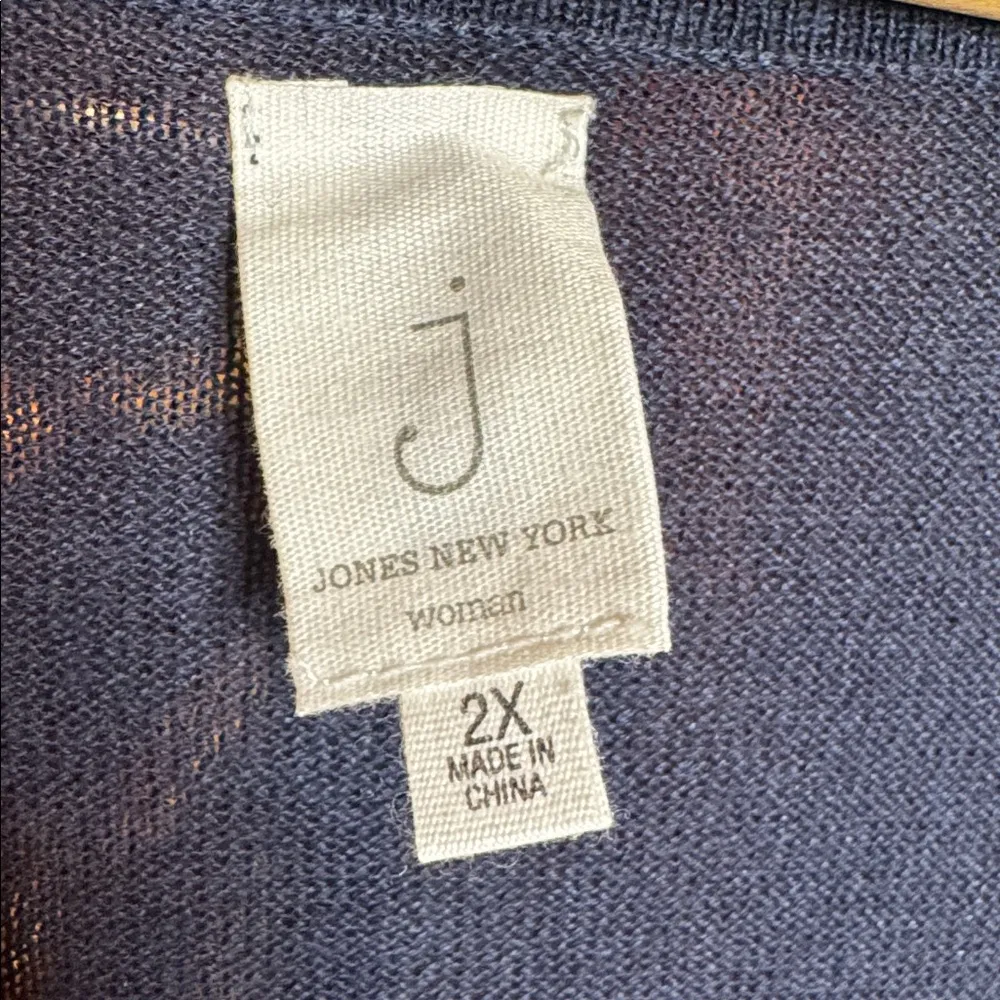 j
JONES NEW YORK
woman
2X
MADE IN
CHINA